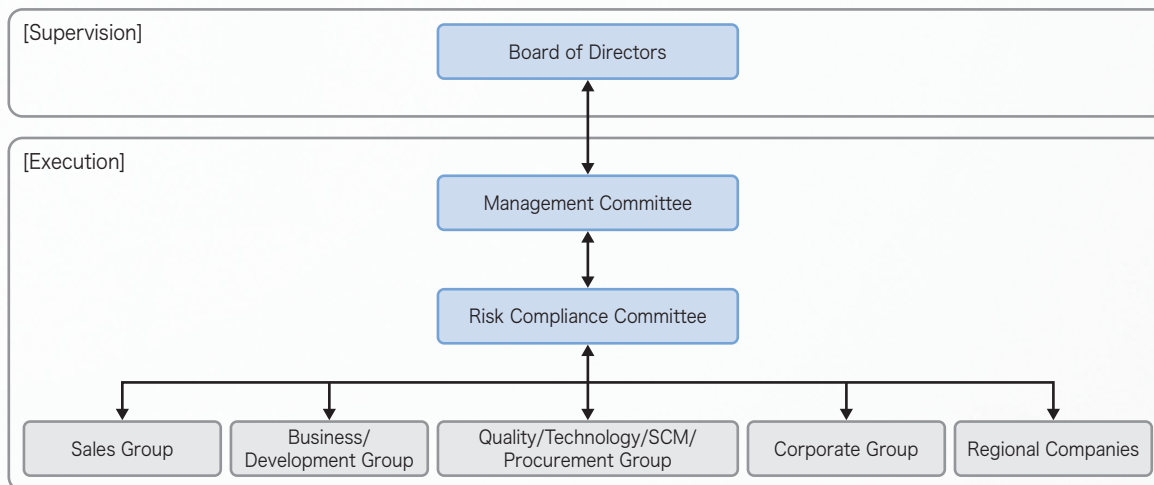 [Supervision]
Board of Directors
[Execution]
Management Committee
Risk Compliance Committee
Sales Group
Business/
Development Group
Quality/Technology/SCM/
Procurement Group
Corporate Group
Regional Companies